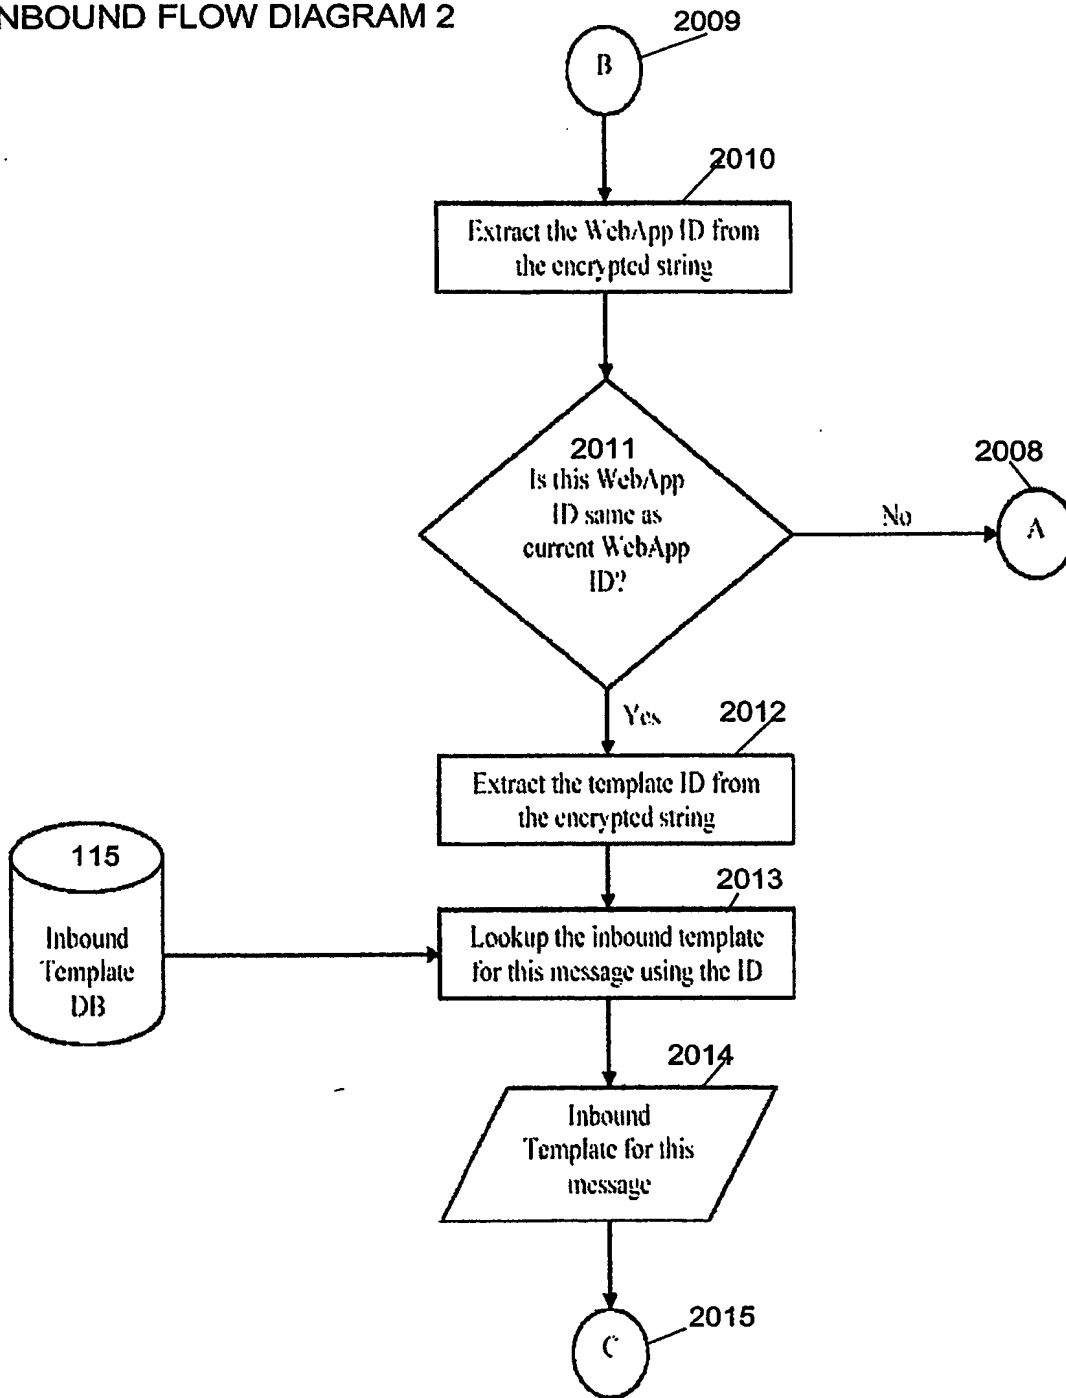 NBOUND FLOW DIAGRAM 2
2009
B
2010
Extract the WebApp ID from
the encrypted string
2011
Is this WebApp
ID same as
current WebApp
ID?
No
2008
A
Yes
2012
Extract the template ID from
the encrypted string
115
Inbound
Template
DB
2013
Lookup the inbound template
for this message using the ID
2014
Inbound
Template for this
message
2015
C